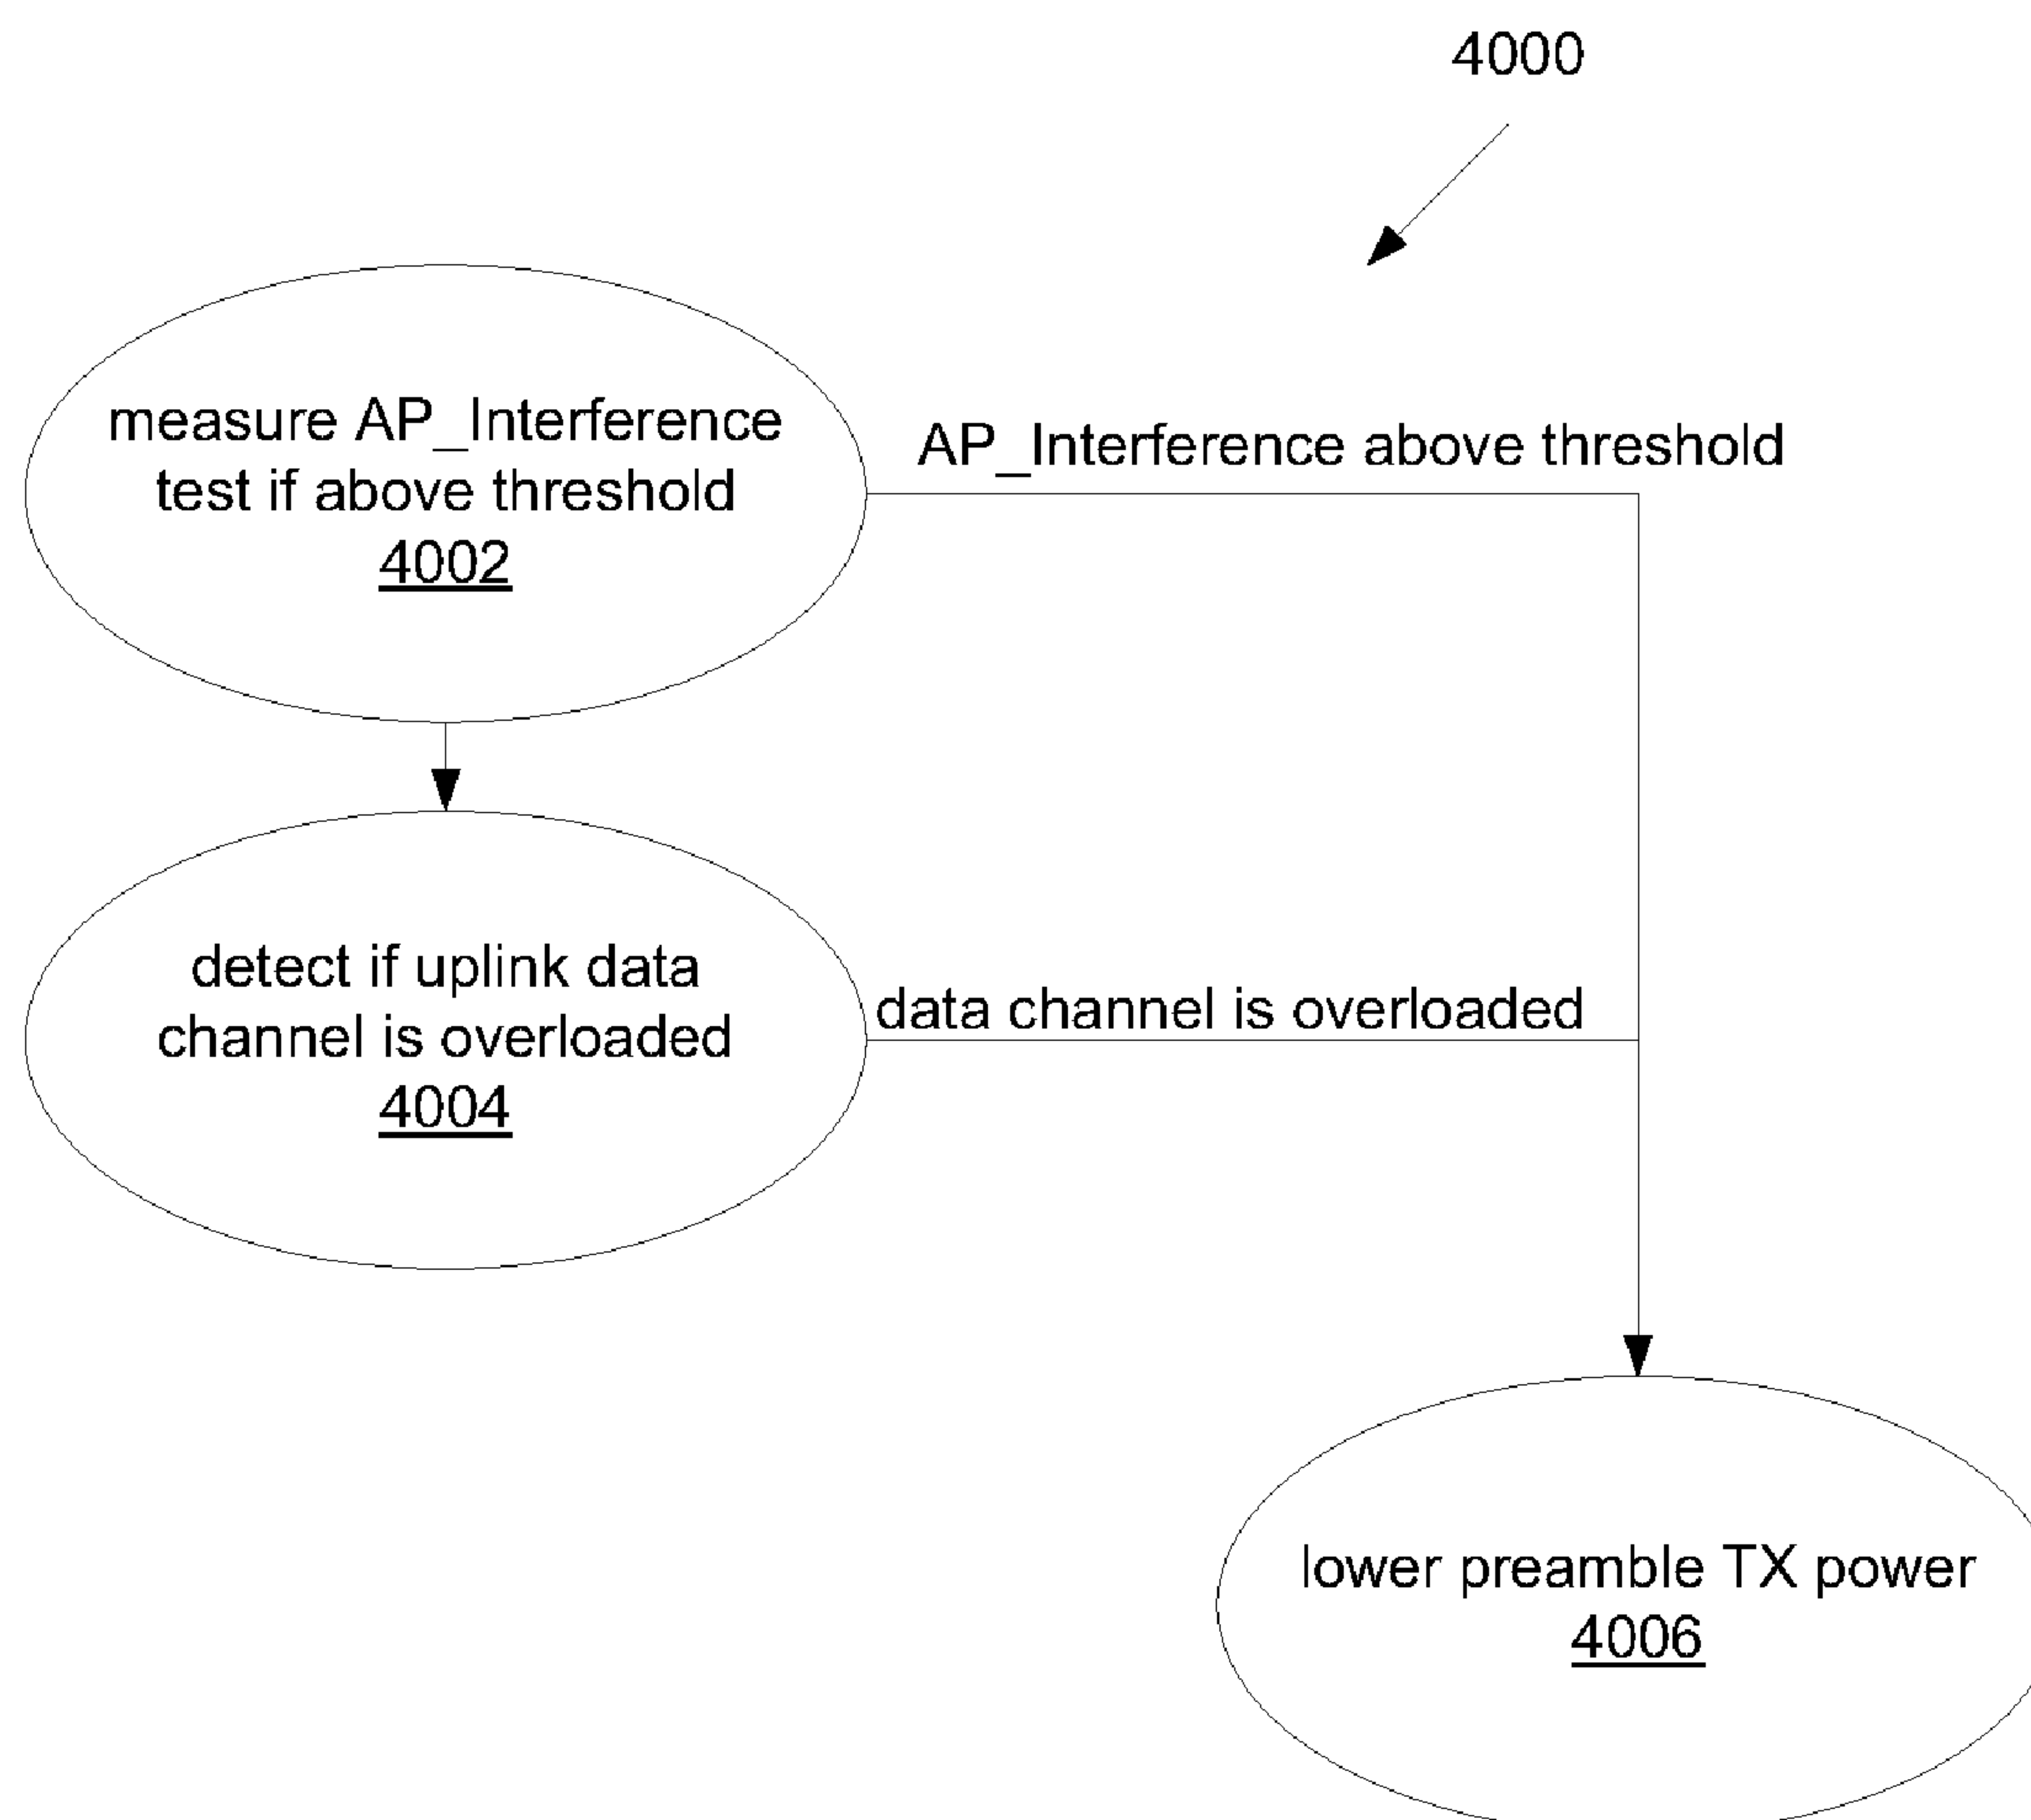 4000
measure AP_Interference
test if above threshold
4002
AP_Interference above threshold
detect if uplink data
channel is overloaded
4004
data channel is overloaded
lower preamble TX power
4006